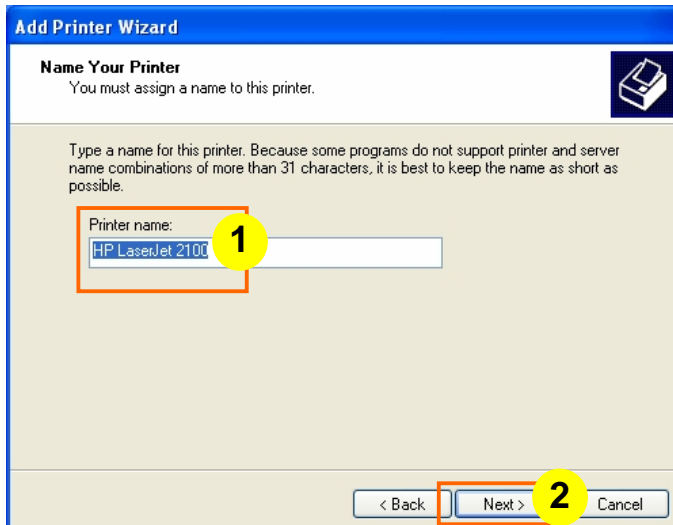 Add Printer Wizard
Name Your Printer
You must assign a name to this printer.
Type a name for this printer. Because some programs do not support printer and server
name combinations of more than 31 characters, it is best to keep the name as short as
possible.
Printer name:
1
HP LaserJet 2100
< Back Next > 2 Cancel